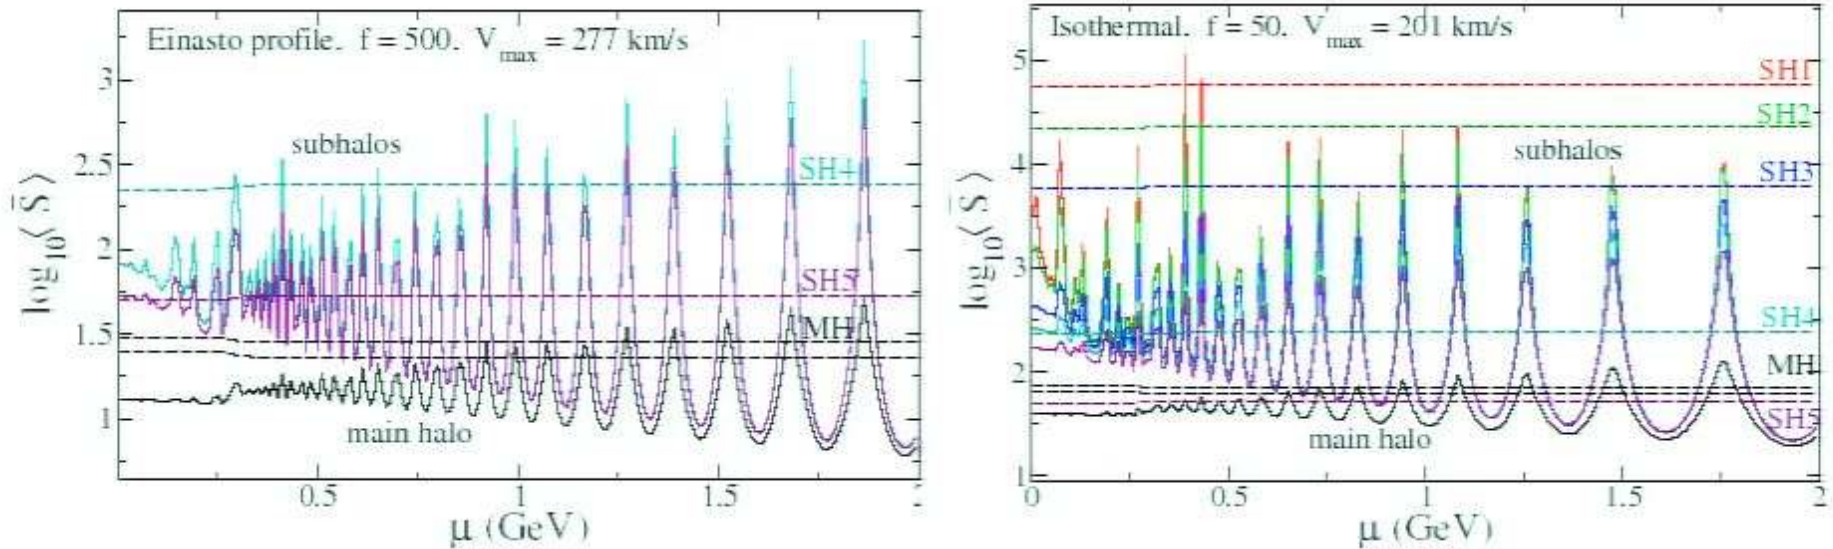 Einasto profile. f = 500. V_max = 277 km/s
log_10⟨S̄⟩
3
2.5
2
1.5
1
subhalos
SH4
SH5
MH
main halo
0.5
1
1.5
2
μ (GeV)
Isothermal. f = 50. V_max = 201 km/s
log_10⟨S̄⟩
5
4
3
2
1
SH1
SH2
subhalos
SH3
SH4
MH
SH5
main halo
0
0.5
1
1.5
2
μ (GeV)